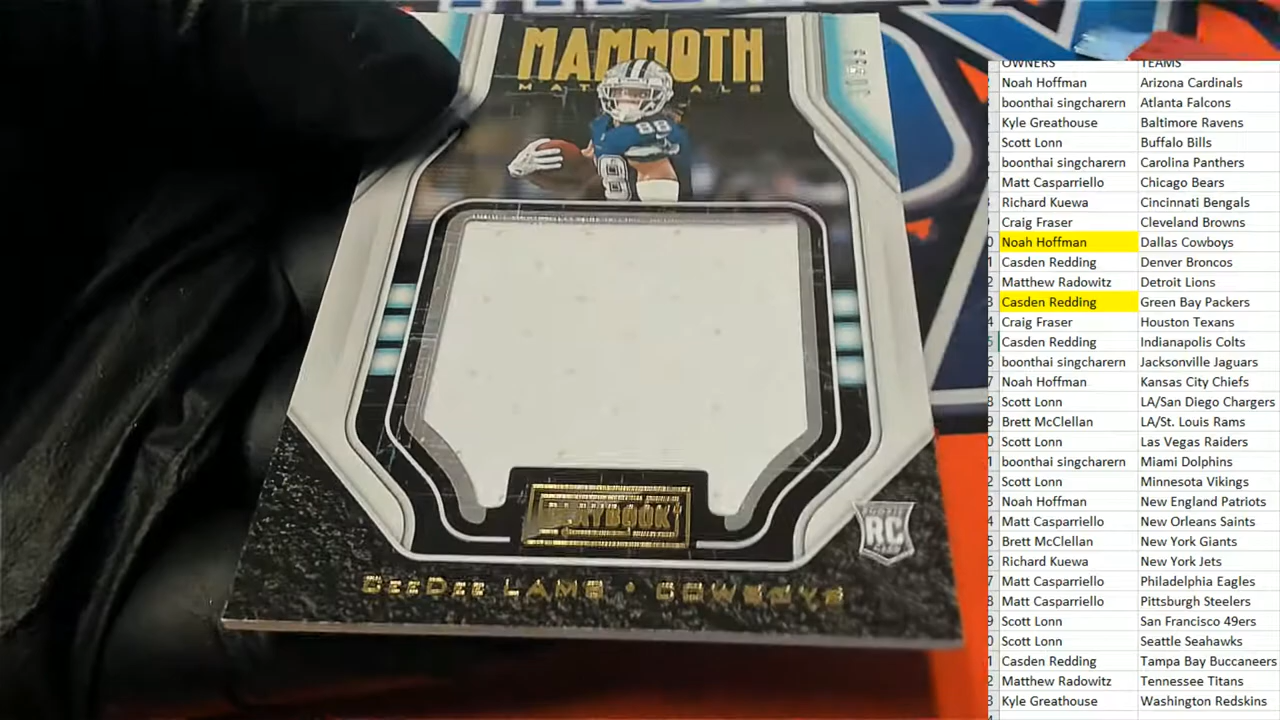 MAMMOTH
MATERIALS
88
8
PLAYBOOK
ROOKIE
RC
CARD
CEEDEE LAMB • COWBOYS
OWNERS TEAMS
Noah Hoffman Arizona Cardinals
boonthai singcharern Atlanta Falcons
Kyle Greathouse Baltimore Ravens
Scott Lonn Buffalo Bills
boonthai singcharern Carolina Panthers
Matt Casparriello Chicago Bears
Richard Kuewa Cincinnati Bengals
Craig Fraser Cleveland Browns
Noah Hoffman Dallas Cowboys
Casden Redding Denver Broncos
Matthew Radowitz Detroit Lions
Casden Redding Green Bay Packers
Craig Fraser Houston Texans
Casden Redding Indianapolis Colts
boonthai singcharern Jacksonville Jaguars
Noah Hoffman Kansas City Chiefs
Scott Lonn LA/San Diego Chargers
Brett McClellan LA/St. Louis Rams
Scott Lonn Las Vegas Raiders
boonthai singcharern Miami Dolphins
Scott Lonn Minnesota Vikings
Noah Hoffman New England Patriots
Matt Casparriello New Orleans Saints
Brett McClellan New York Giants
Richard Kuewa New York Jets
Matt Casparriello Philadelphia Eagles
Matt Casparriello Pittsburgh Steelers
Scott Lonn San Francisco 49ers
Scott Lonn Seattle Seahawks
Casden Redding Tampa Bay Buccaneers
Matthew Radowitz Tennessee Titans
Kyle Greathouse Washington Redskins